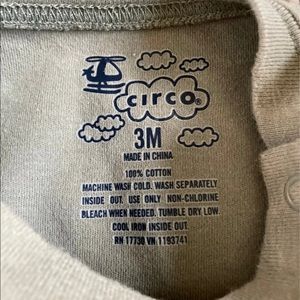 circo®
3M
MADE IN CHINA
100% COTTON
MACHINE WASH COLD. WASH SEPARATELY
INSIDE OUT. USE ONLY NON-CHLORINE
BLEACH WHEN NEEDED. TUMBLE DRY LOW.
COOL IRON INSIDE OUT
RN 17730 VN 1193741